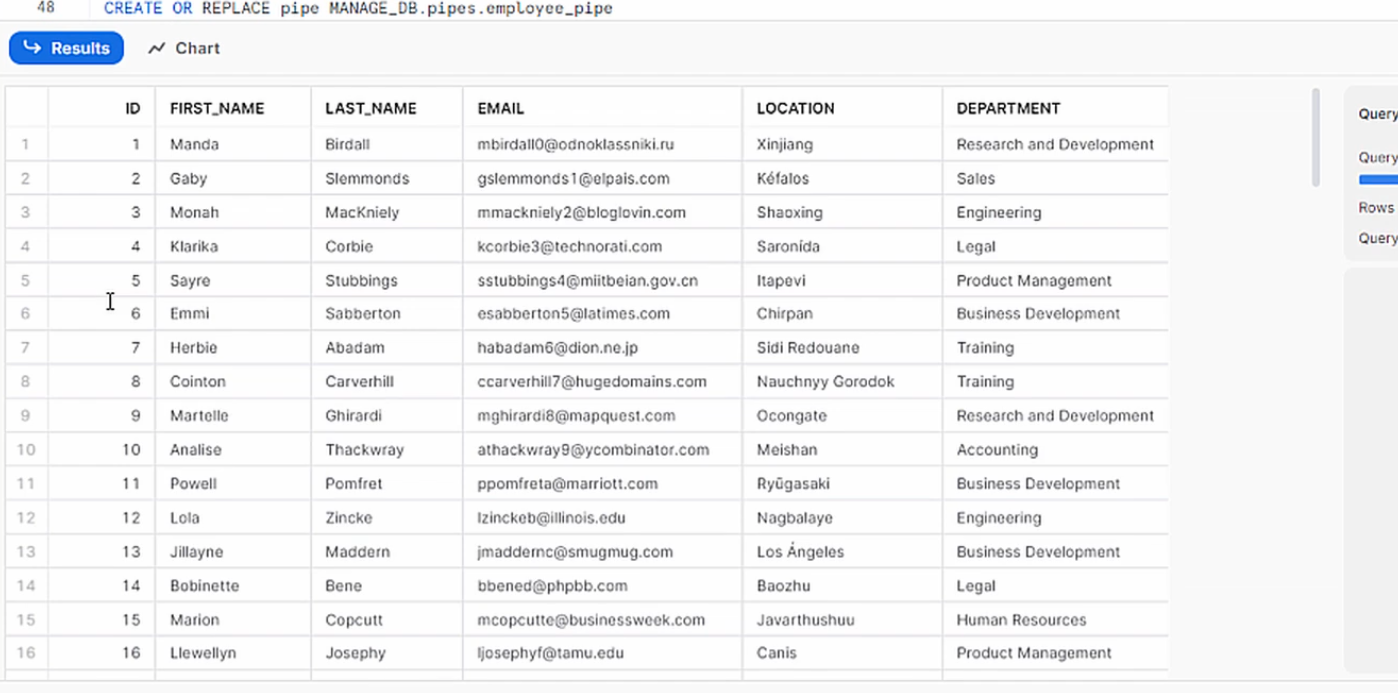 48 CREATE OR REPLACE pipe MANAGE_DB.pipes.employee_pipe
Results Chart
ID FIRST_NAME LAST_NAME EMAIL LOCATION DEPARTMENT
Query
1 1 Manda Birdall mbirdall0@odnoklassniki.ru Xinjiang Research and Development
Query
2 2 Gaby Slemmonds gslemmonds1@elpais.com Kéfalos Sales
3 3 Monah MacKniely mmackniely2@bloglovin.com Shaoxing Engineering
Rows
4 4 Klarika Corbie kcorbie3@technorati.com Saronída Legal
Query
5 5 Sayre Stubbings sstubbings4@miitbeian.gov.cn Itapevi Product Management
6 6 Emmi Sabberton esabberton5@latimes.com Chirpan Business Development
7 7 Herbie Abadam habadam6@dion.ne.jp Sidi Redouane Training
8 8 Cointon Carverhill ccarverhill7@hugedomains.com Nauchnyy Gorodok Training
9 9 Martelle Ghirardi mghirardi8@mapquest.com Ocongate Research and Development
10 10 Analise Thackway athackwray9@ycombinator.com Meishan Accounting
11 11 Powell Pomfret ppomfreta@marriott.com Ryūgasaki Business Development
12 12 Lola Zincke lzinckeb@illinois.edu Nagbalaye Engineering
13 13 Jillayne Maddern jmaddernc@smugmug.com Los Ángeles Business Development
14 14 Bobinette Bene bbened@phpbb.com Baozhu Legal
15 15 Marion Copcutt mcopcutte@businessweek.com Javarthushuu Human Resources
16 16 Llewellyn Josephy ljosephyf@tamu.edu Canis Product Management